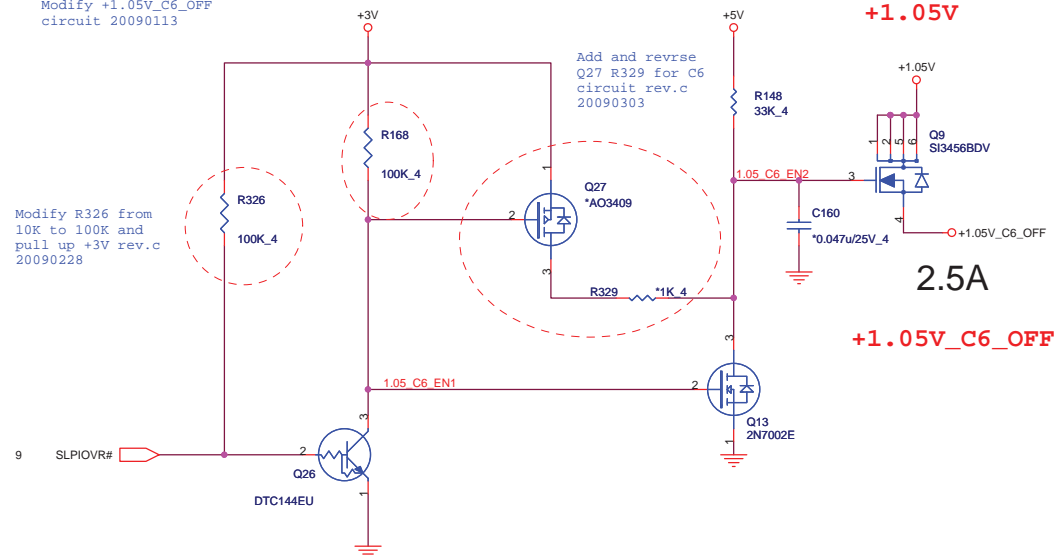 Modify +1.05V_C6_OFF
circuit 20090113
+3V
+5V
+1.05V
Add and revrse
Q27 R329 for C6
circuit rev.c
20090303
+1.05V
R148
33K_4
1
2
5
6
Q9
SI3456BDV
R168
100K_4
1
Q27
*AO3409
2
3
1.05_C6_EN2
3
4
C160
*0.047u/25V_4
+1.05V_C6_OFF
R326
100K_4
Modify R326 from
10K to 100K and
pull up +3V rev.c
20090228
2.5A
R329
*1K_4
+1.05V_C6_OFF
3
1.05_C6_EN1
2
Q13
2N7002E
1
3
9
SLPIOVR#
2
Q26
DTC144EU
1